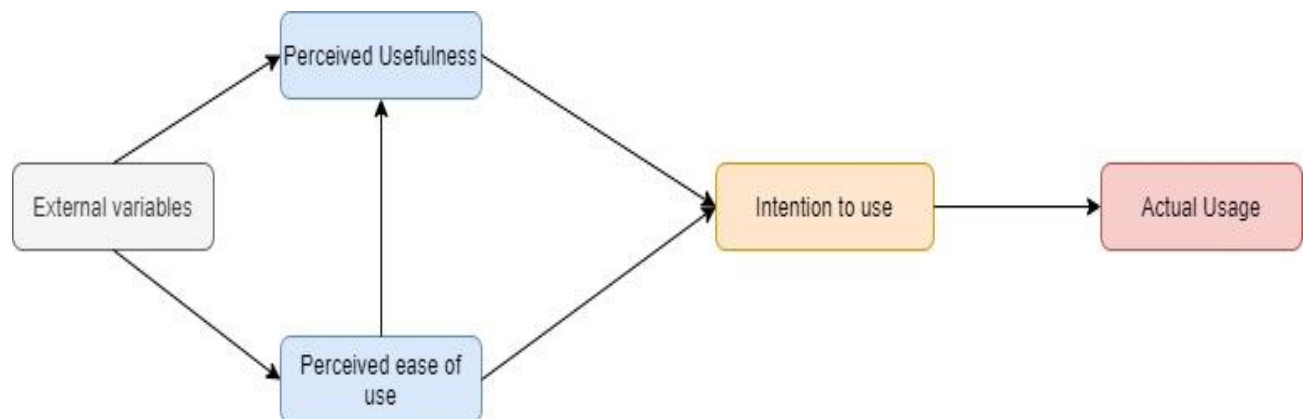 Perceived Usefulness
External variables
Intention to use
Actual Usage
Perceived ease of
use